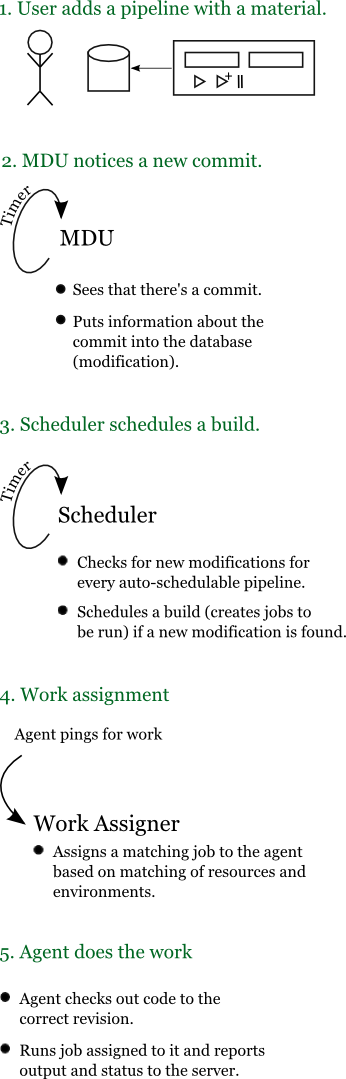 1. User adds a pipeline with a material.
2. MDU notices a new commit.
Timer
MDU
Sees that there's a commit.
Puts information about the
commit into the database
(modification).
3. Scheduler schedules a build.
Timer
Scheduler
Checks for new modifications for
every auto-schedulable pipeline.
Schedules a build (creates jobs to
be run) if a new modification is found.
4. Work assignment
Agent pings for work
Work Assigner
Assigns a matching job to the agent
based on matching of resources and
environments.
5. Agent does the work
Agent checks out code to the
correct revision.
Runs job assigned to it and reports
output and status to the server.